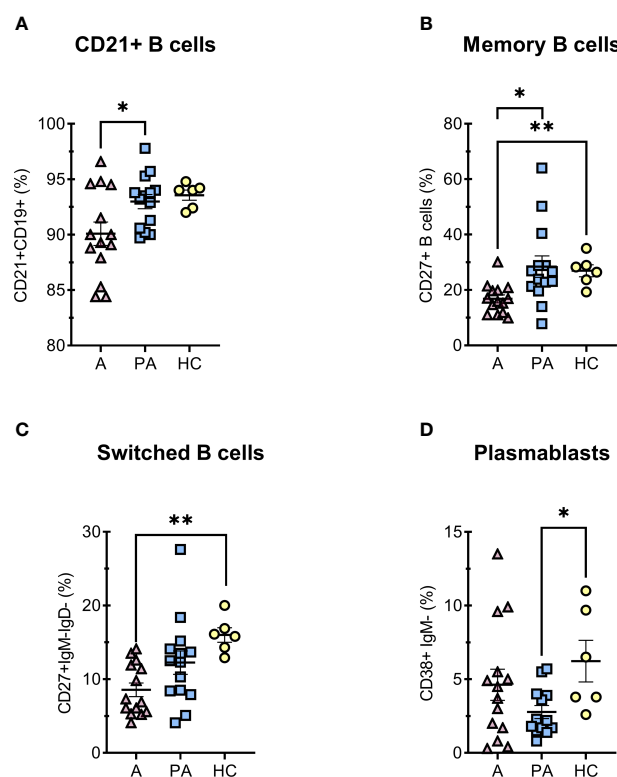 A
CD21+ B cells
*
CD21+CD19+ (%)
100
95
90
85
80
A PA HC
B
Memory B cells
*
**
CD27+ B cells (%)
80
60
40
20
0
A PA HC
C
Switched B cells
**
CD27+IgM-IgD- (%)
30
20
10
0
A PA HC
D
Plasmablasts
*
CD38+ IgM- (%)
15
10
5
0
A PA HC